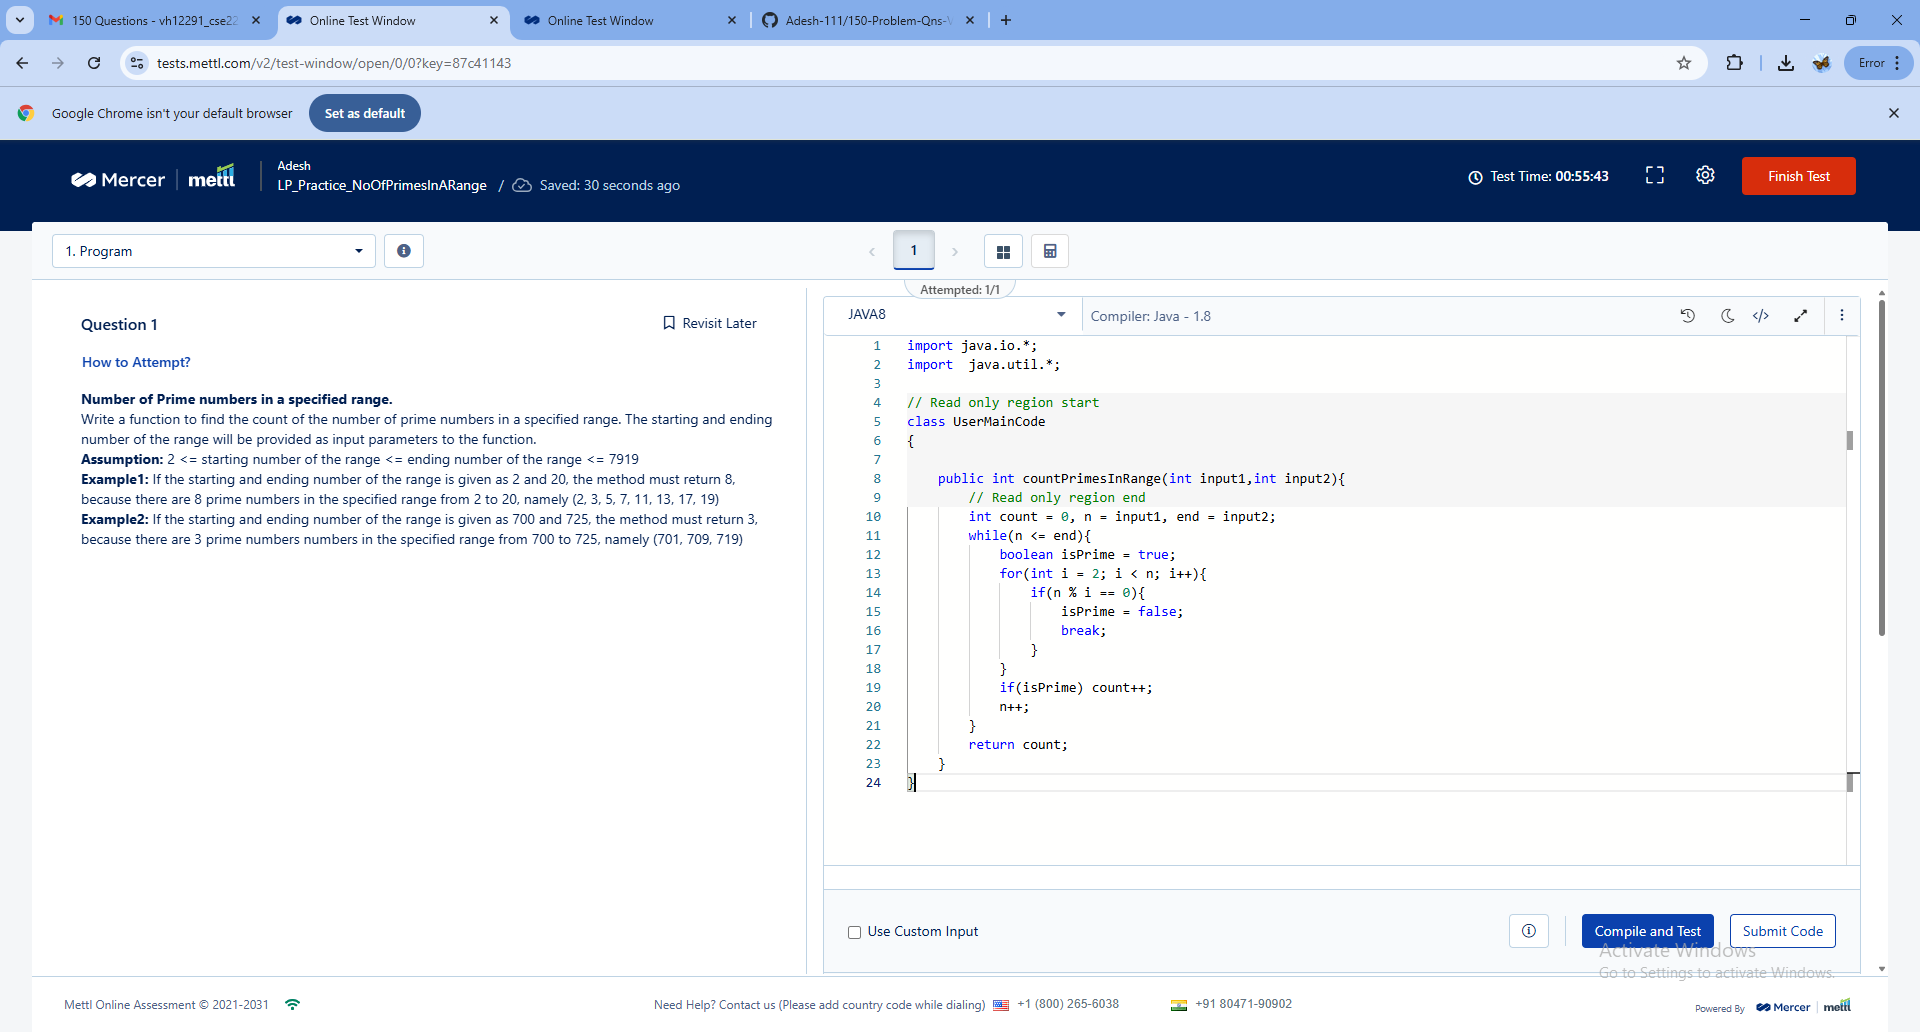 150 Questions - vh12291_cse22
Online Test Window
Online Test Window
Adesh-111/150-Problem-Qns-V
tests.mettl.com/v2/test-window/open/0/0?key=87c41143
Error
Google Chrome isn't your default browser
Set as default
Mercer
mettl
Adesh
LP_Practice_NoOfPrimesInARange / Saved: 30 seconds ago
Test Time: 00:55:43
Finish Test
1. Program
1
Attempted: 1/1
Question 1
Revisit Later
How to Attempt?
Number of Prime numbers in a specified range.
Write a function to find the count of the number of prime numbers in a specified range. The starting and ending
number of the range will be provided as input parameters to the function.
Assumption: 2 <= starting number of the range <= ending number of the range <= 7919
Example1: If the starting and ending number of the range is given as 2 and 20, the method must return 8,
because there are 8 prime numbers in the specified range from 2 to 20, namely (2, 3, 5, 7, 11, 13, 17, 19)
Example2: If the starting and ending number of the range is given as 700 and 725, the method must return 3,
because there are 3 prime numbers numbers in the specified range from 700 to 725, namely (701, 709, 719)
JAVA8
Compiler: Java - 1.8
1 import java.io.*;
2 import  java.util.*;
3
4 // Read only region start
5 class UserMainCode
6 {
7
8     public int countPrimesInRange(int input1,int input2){
9         // Read only region end
10         int count = 0, n = input1, end = input2;
11         while(n <= end){
12             boolean isPrime = true;
13             for(int i = 2; i < n; i++){
14                 if(n % i == 0){
15                     isPrime = false;
16                     break;
17                 }
18             }
19             if(isPrime) count++;
20             n++;
21         }
22         return count;
23     }
24 }
Use Custom Input
Compile and Test
Submit Code
Activate Windows
Go to Settings to activate Windows.
Mettl Online Assessment © 2021-2031
Need Help? Contact us (Please add country code while dialing) +1 (800) 265-6038
+91 80471-90902
Powered By Mercer mettl